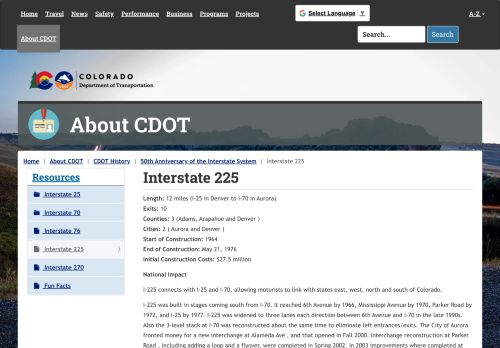 Home Travel News Safety Performance Business Programs Projects
Select Language ▼
A-Z
About CDOT
Search...
Search
COLORADO
Department of Transportation
About CDOT
Home | About CDOT | CDOT History | 50th Anniversary of the Interstate System | Interstate 225
Resources
Interstate 25
Interstate 70
Interstate 76
Interstate 225
Interstate 270
Fun Facts
Interstate 225
Length: 12 miles (I-25 in Denver to I-70 in Aurora)
Exits: 10
Counties: 3 (Adams, Arapahoe and Denver )
Cities: 2 ( Aurora and Denver )
Start of Construction: 1964
End of Construction: May 21, 1976
Initial Construction Costs: $27.5 million
National Impact
I-225 connects with I-25 and I-70, allowing motorists to link with states east, west, north and south of Colorado.
I-225 was built in stages coming south from I-70. It reached 6th Avenue by 1966, Mississippi Avenue by 1970, Parker Road by
1972, and I-25 by 1977. I-225 was widened to three lanes each direction between 6th Avenue and I-70 in the late 1990s.
Also the 3-level stack at I-70 was reconstructed about the same time to eliminate left entrances/exits. The City of Aurora
fronted money for a new interchange at Alameda Ave , and that opened in Fall 2000. Interchange reconstruction at Parker
Road , including adding a loop and a flyover, were completed in Spring 2002. In 2003 improvements where completed at